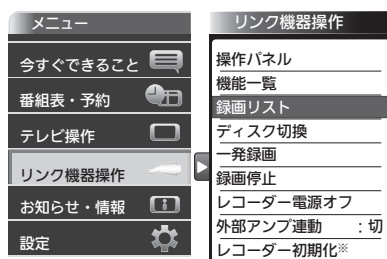 メニュー
今すぐできること
番組表・予約
テレビ操作
リンク機器操作
お知らせ・情報
設定
リンク機器操作
操作パネル
機能一覧
録画リスト
ディスク切換
一発録画
録画停止
レコーダー電源オフ
外部アンプ連動 :切
レコーダー初期化※